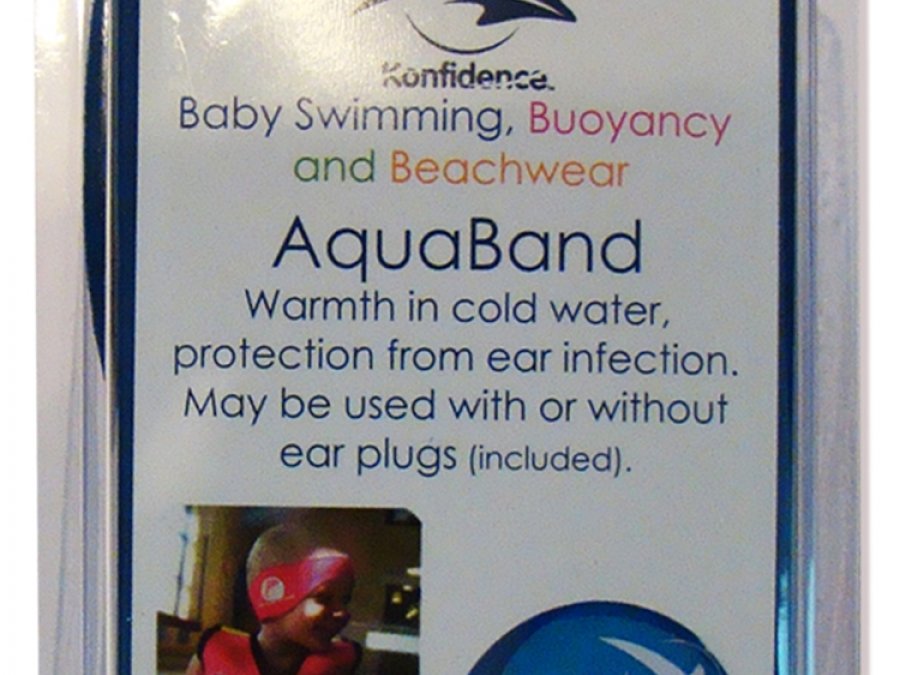 Konfidence.
Baby Swimming, Buoyancy
and Beachwear
AquaBand
Warmth in cold water,
protection from ear infection.
May be used with or without
ear plugs (included).